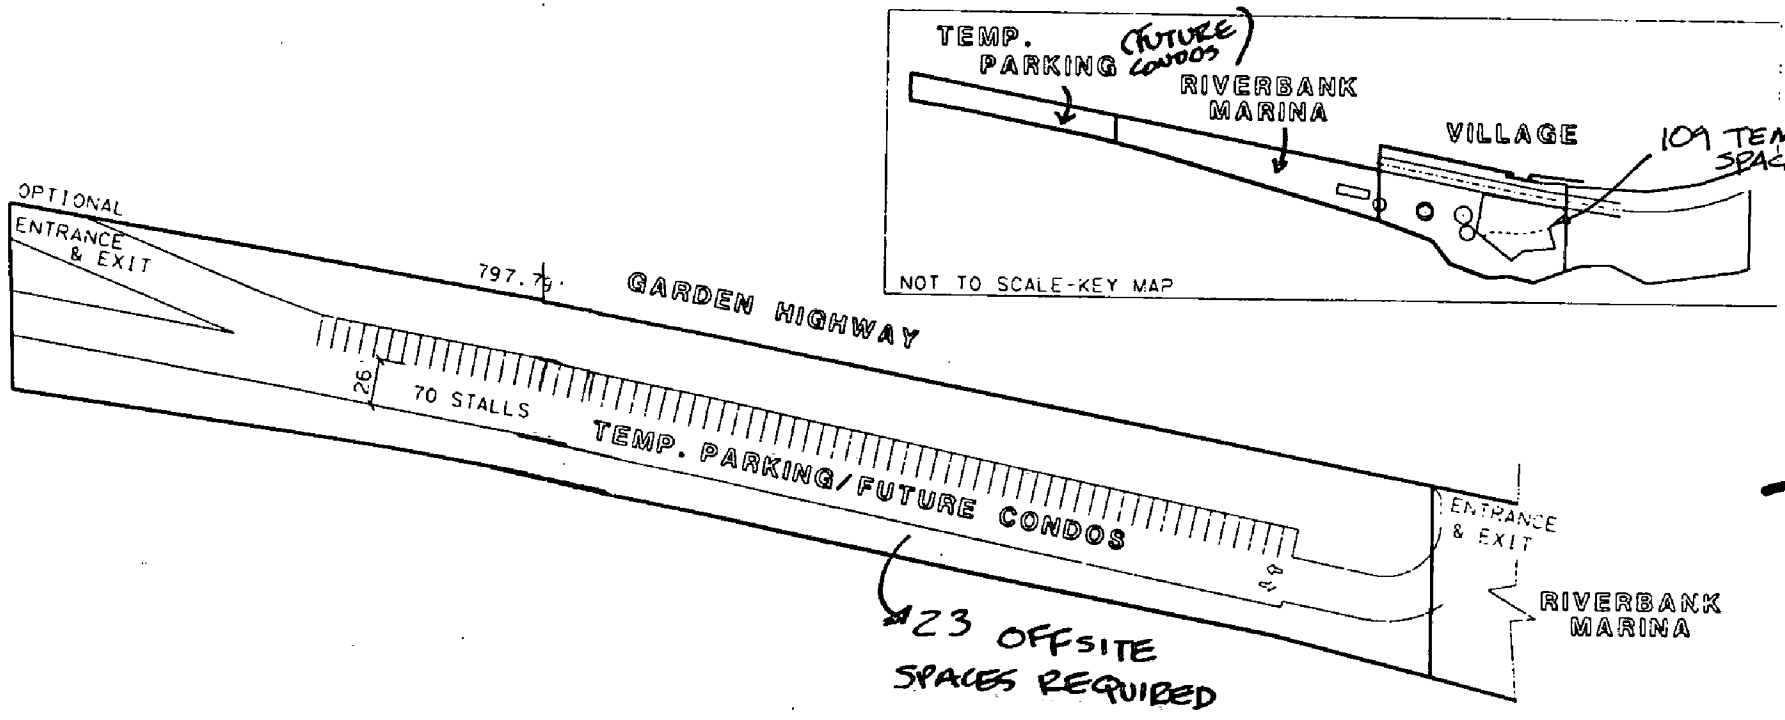 TEMP.
PARKING
(FUTURE)
CONDOS
RIVERBANK
MARINA
VILLAGE
109 TEM
SPAC
NOT TO SCALE-KEY MAP
OPTIONAL
ENTRANCE
& EXIT
797.79'
GARDEN HIGHWAY
26
70 STALLS
TEMP. PARKING/FUTURE CONDOS
ENTRANCE
& EXIT
RIVERBANK
MARINA
23 OFFSITE
SPACES REQUIRED